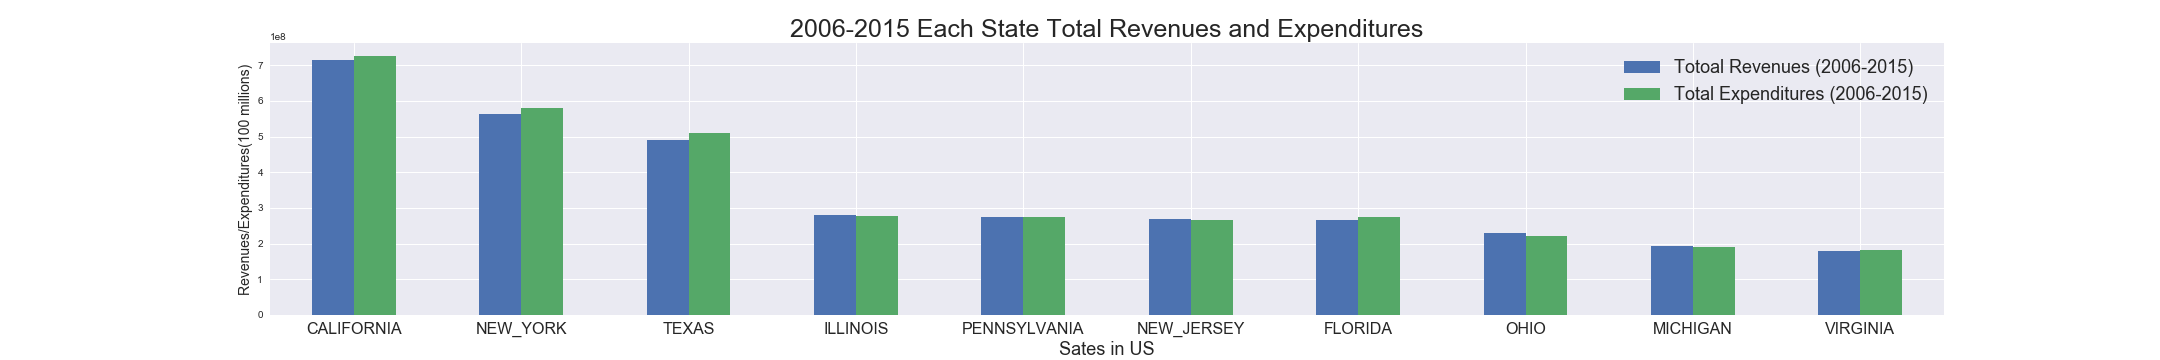 2006-2015 Each State Total Revenues and Expenditures
1e8
7
6
5
4
3
2
1
0
Revenues/Expenditures(100 millions)
Totoal Revenues (2006-2015)
Total Expenditures (2006-2015)
CALIFORNIA NEW_YORK TEXAS ILLINOIS PENNSYLVANIA NEW_JERSEY FLORIDA OHIO MICHIGAN VIRGINIA
Sates in US